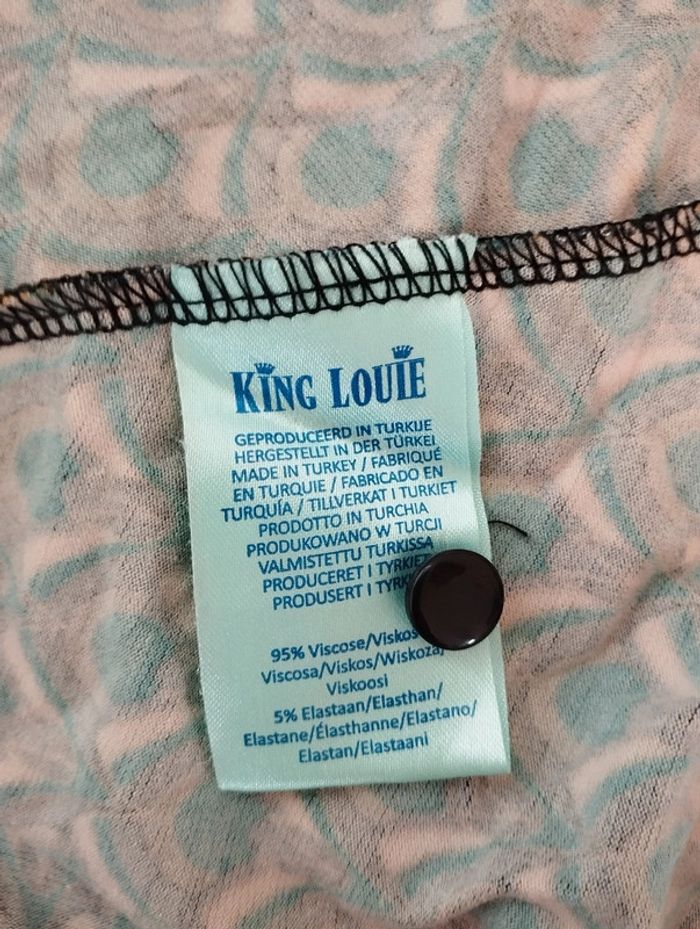 KING LOUIE
GEPRODUCEERD IN TURKIJE
HERGESTELLT IN DER TÜRKEI
MADE IN TURKEY / FABRIQUÉ
EN TURQUIE / FABRICADO EN
TURQUÍA / TILLVERKAT I TURKIET
PRODOTTO IN TURCHIA
PRODUKOWANO W TURCJI
VALMISTETTU TURKISSA
PRODUCERET I
PRODUSERT I
95% Viscose/
Viscosa/Viskos/Wiskoza/
Viskoosi
5% Elastaan/Elasthan/
Elastane/Élasthanne/Elastano/
Elastan/Elastaani